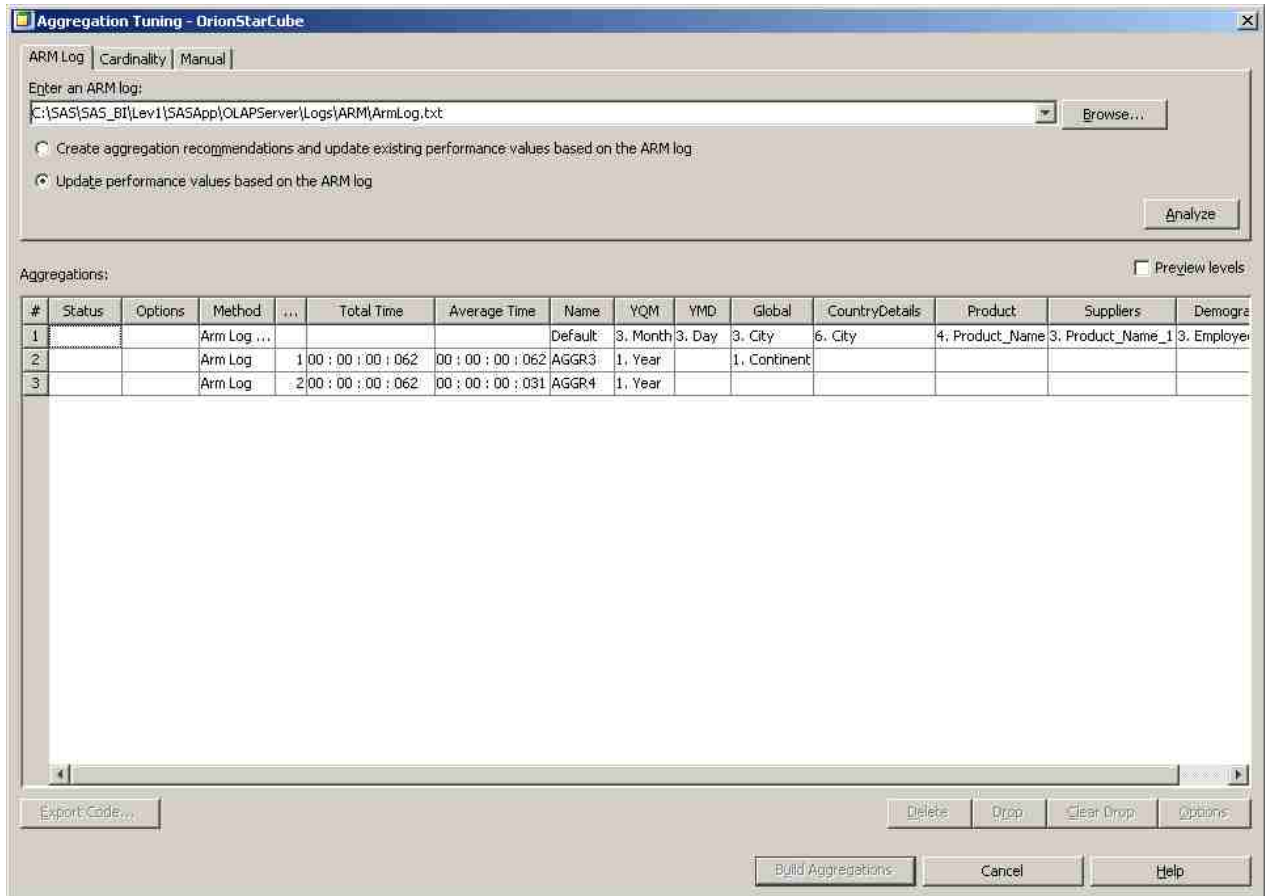 Aggregation Tuning - OrionStarCube
ARM Log Cardinality Manual
Enter an ARM log:
C:\SAS\SAS_BI\Lev1\SASApp\OLAPServer\Logs\ARM\ArmLog.txt Browse...
Create aggregation recommendations and update existing performance values based on the ARM log
Update performance values based on the ARM log
Analyze
Aggregations: Preview levels
# Status Options Method ... Total Time Average Time Name YQM YMD Global CountryDetails Product Suppliers Demogra
1 Arm Log ... Default 3. Month 3. Day 3. City 6. City 4. Product_Name 3. Product_Name_1 3. Employe
2 Arm Log 1 00 : 00 : 00 : 062 00 : 00 : 00 : 062 AGGR3 1. Year 1. Continent
3 Arm Log 2 00 : 00 : 00 : 062 00 : 00 : 00 : 031 AGGR4 1. Year
Export Code... Delete Drop Clear Drop Options
Build Aggregations Cancel Help